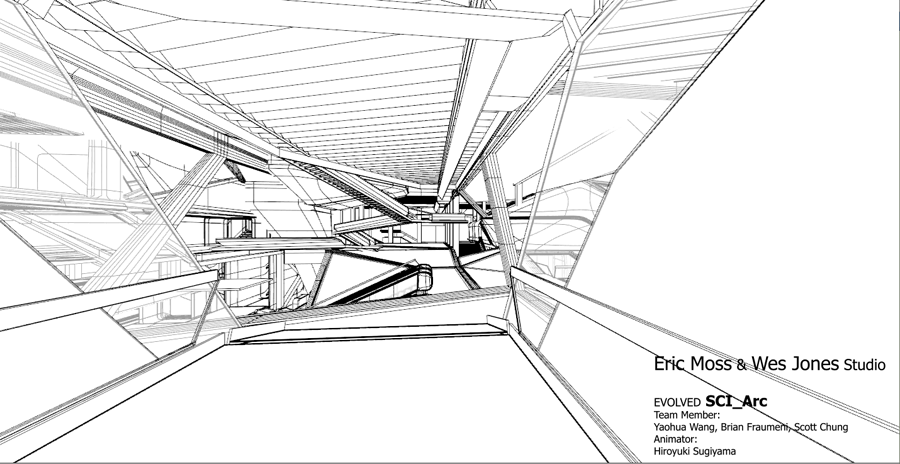 Eric Moss & Wes Jones Studio
EVOLVED SCI_Arc
Team Member:
Yaohua Wang, Brian Fraumeni, Scott Chung
Animator:
Hiroyuki Sugiyama